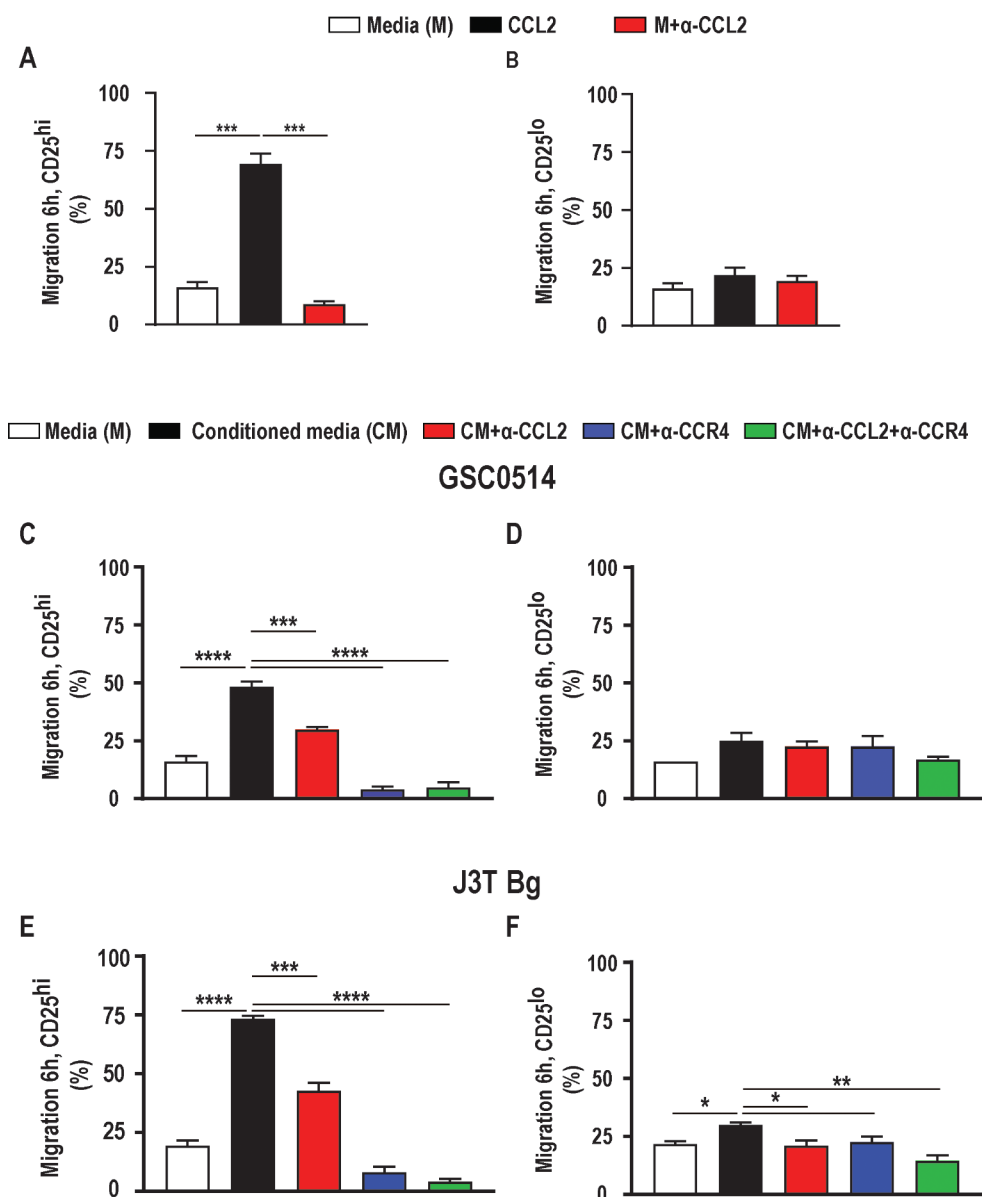 Media (M) CCL2 M+α-CCL2
A
B
Migration 6h, CD25hi
(%)
100
75
50
25
0
*** ***
Migration 6h, CD25lo
(%)
100
75
50
25
0
Media (M) Conditioned media (CM) CM+α-CCL2 CM+α-CCR4 CM+α-CCL2+α-CCR4
GSC0514
C
D
Migration 6h, CD25hi
(%)
100
75
50
25
0
***
**** ****
Migration 6h, CD25lo
(%)
100
75
50
25
0
J3T Bg
E
F
Migration 6h, CD25hi
(%)
100
75
50
25
0
***
**** ****
Migration 6h, CD25lo
(%)
100
75
50
25
0
**
* *